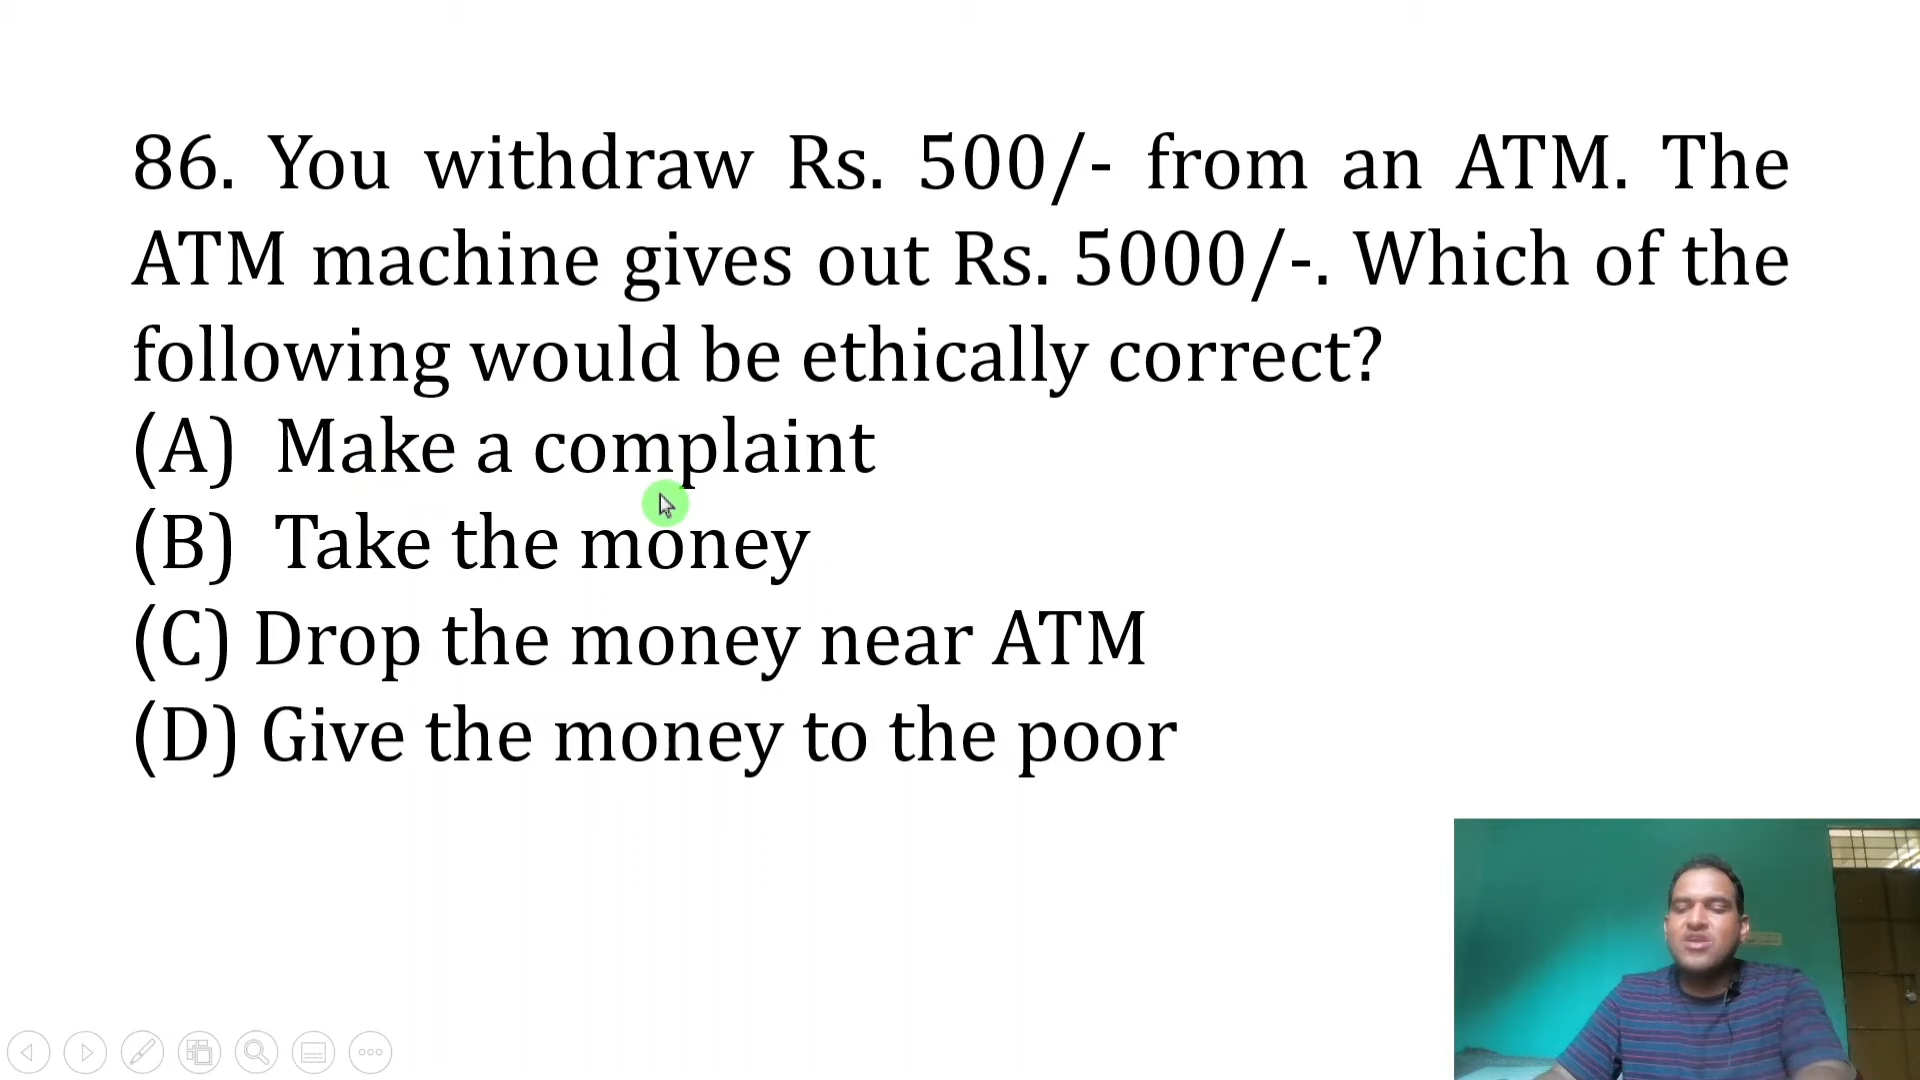 86. You withdraw Rs. 500/- from an ATM. The
ATM machine gives out Rs. 5000/-. Which of the
following would be ethically correct?
(A) Make a complaint
(B) Take the money
(C) Drop the money near ATM
(D) Give the money to the poor